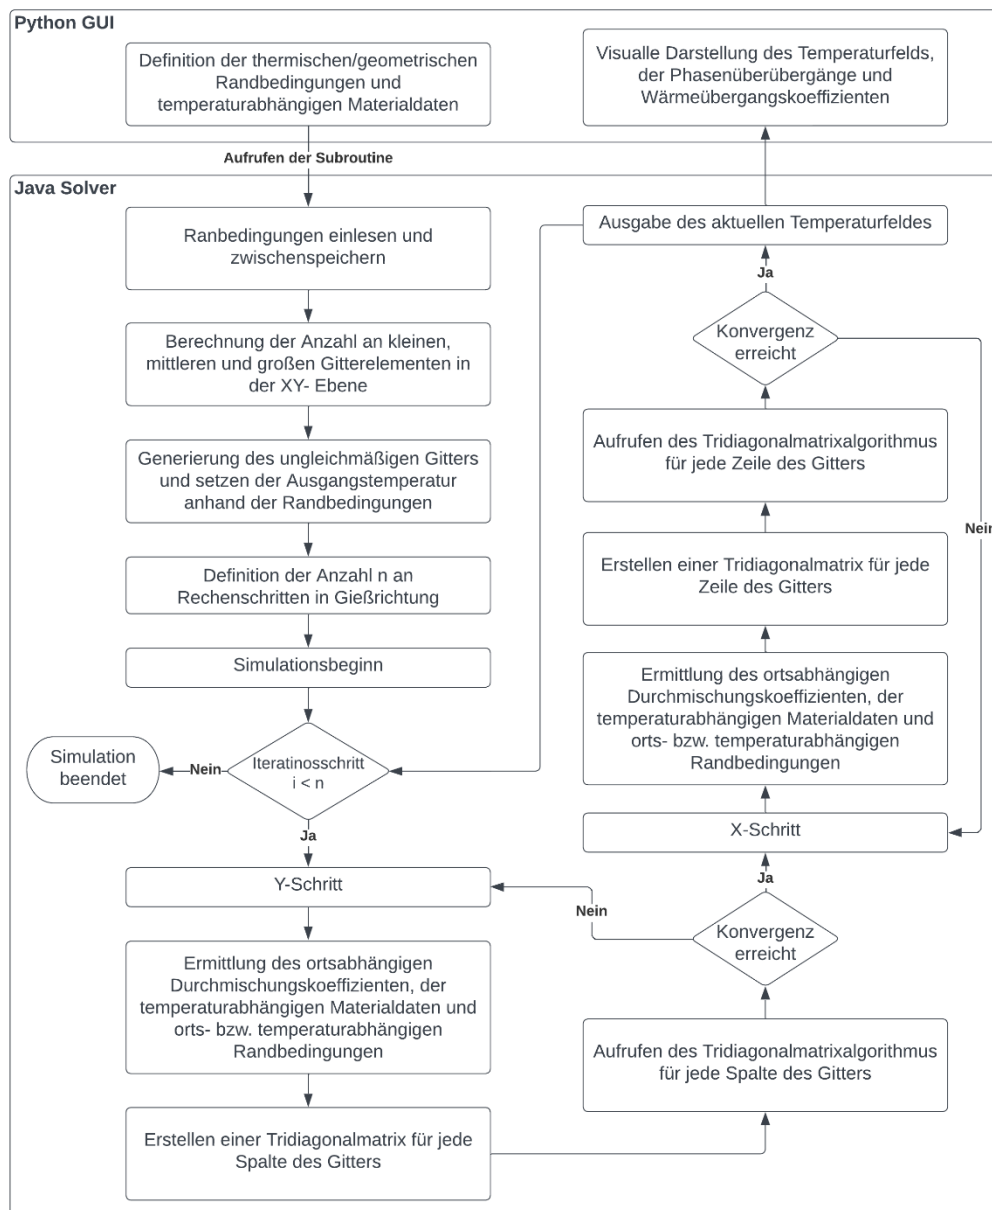 Python GUI
Definition der thermischen/geometrischen
Randbedingungen und
temperaturabhängigen Materialdaten
Visualle Darstellung des Temperaturfelds,
der Phasenüberübergänge und
Wärmeübergangskoeffizienten
Aufrufen der Subroutine
Java Solver
Ranbedingungen einlesen und
zwischenspeichern
Berechnung der Anzahl an kleinen,
mittleren und großen Gitterelementen in
der XY- Ebene
Generierung des ungleichmäßigen Gitters
und setzen der Ausgangstemperatur
anhand der Randbedingungen
Definition der Anzahl n an
Rechenschritten in Gießrichtung
Simulationsbeginn
Iteratinosschritt
i < n
Nein
Simulation
beendet
Ja
Y-Schritt
Ermittlung des ortsabhängigen
Durchmischungskoeffizienten, der
temperaturabhängigen Materialdaten und
orts- bzw. temperaturabhängigen
Randbedingungen
Erstellen einer Tridiagonalmatrix für jede
Spalte des Gitters
Aufrufen des Tridiagonalmatrixalgorithmus
für jede Spalte des Gitters
Konvergenz
erreicht
Nein
Ja
X-Schritt
Ermittlung des ortsabhängigen
Durchmischungskoeffizienten, der
temperaturabhängigen Materialdaten und
orts- bzw. temperaturabhängigen
Randbedingungen
Erstellen einer Tridiagonalmatrix für jede
Zeile des Gitters
Aufrufen des Tridiagonalmatrixalgorithmus
für jede Zeile des Gitters
Konvergenz
erreicht
Nein
Ja
Ausgabe des aktuellen Temperaturfeldes